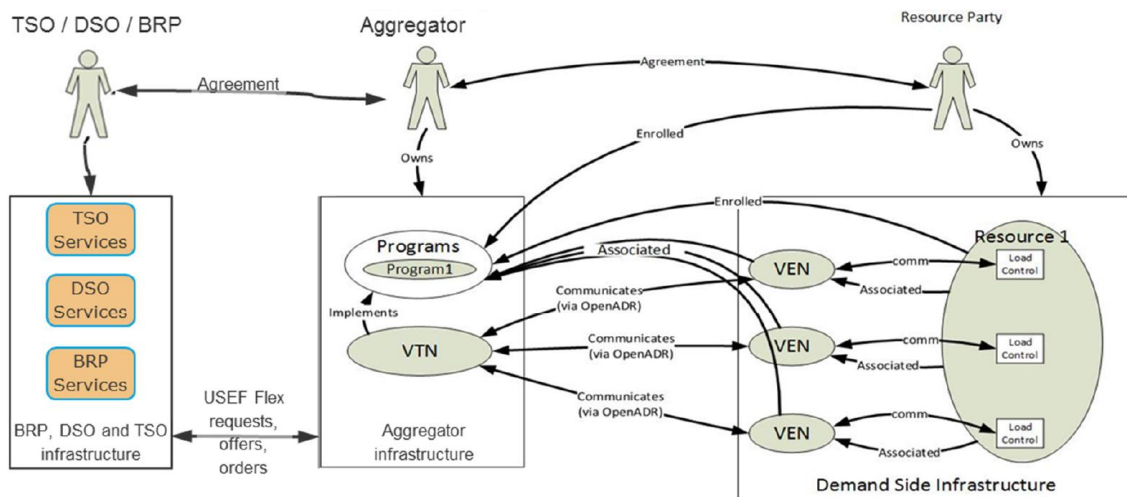 TSO / DSO / BRP
Aggregator
Resource Party
Agreement
Agreement
Enrolled
Owns
Owns
TSO
Services
DSO
Services
BRP
Services
BRP, DSO and TSO
infrastructure
USEF Flex
requests,
offers,
orders
Programs
Program1
Implements
VTN
Aggregator
infrastructure
Enrolled
Associated
Communicates
(via OpenADR)
Communicates
(via OpenADR)
Communicates
(via OpenADR)
VEN
comm
Associated
VEN
comm
Associated
VEN
comm
Associated
Resource 1
Load
Control
Load
Control
Load
Control
Demand Side Infrastructure